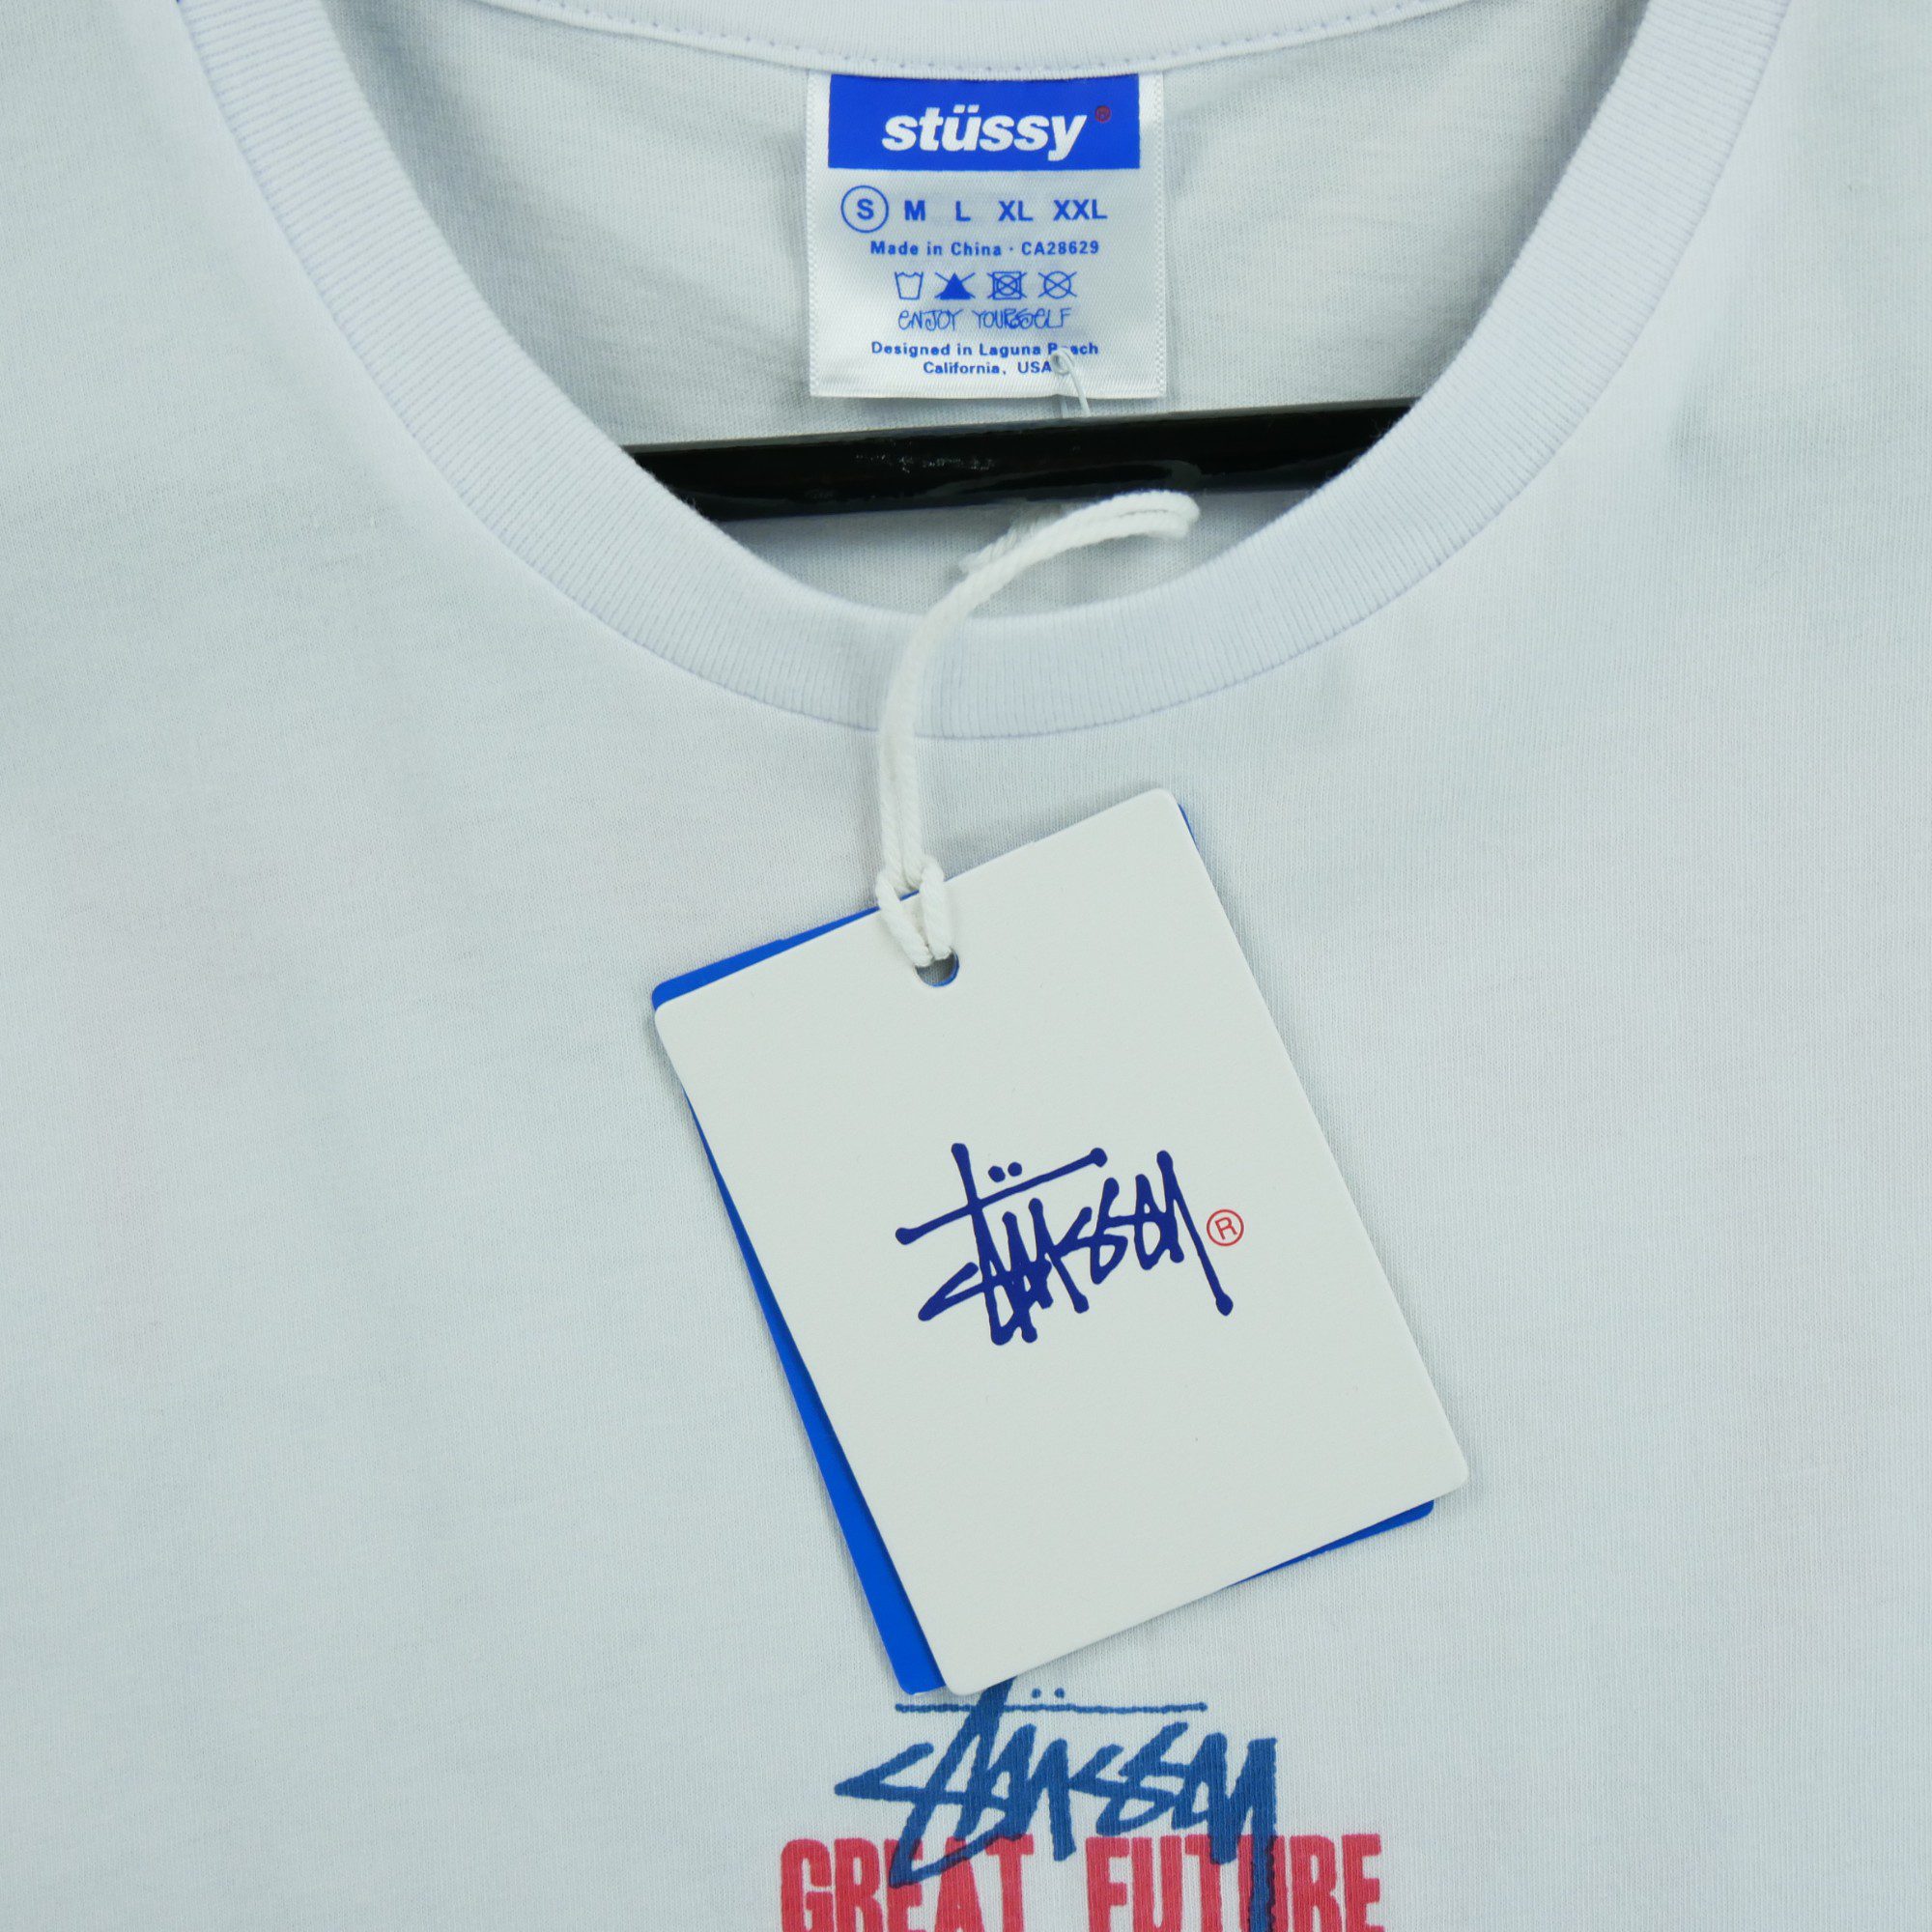 stüssy®
S M L XL XXL
Made in China · CA28629
ENJOY YOURSELF
Designed in Laguna Beach
California, USA
Stüssy ®
Stüssy
GREAT FUTURE